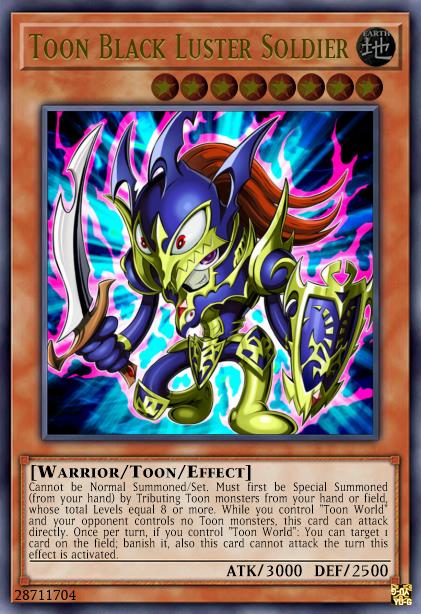 TOON BLACK LUSTER SOLDIER
EARTH
地
[WARRIOR/TOON/EFFECT]
Cannot be Normal Summoned/Set. Must first be Special Summoned
(from your hand) by Tributing Toon monsters from your hand or field,
whose total Levels equal 8 or more. While you control "Toon World"
and your opponent controls no Toon monsters, this card can attack
directly. Once per turn, if you control "Toon World": You can target 1
card on the field; banish it, also this card cannot attack the turn this
effect is activated.
ATK/3000 DEF/2500
28711704